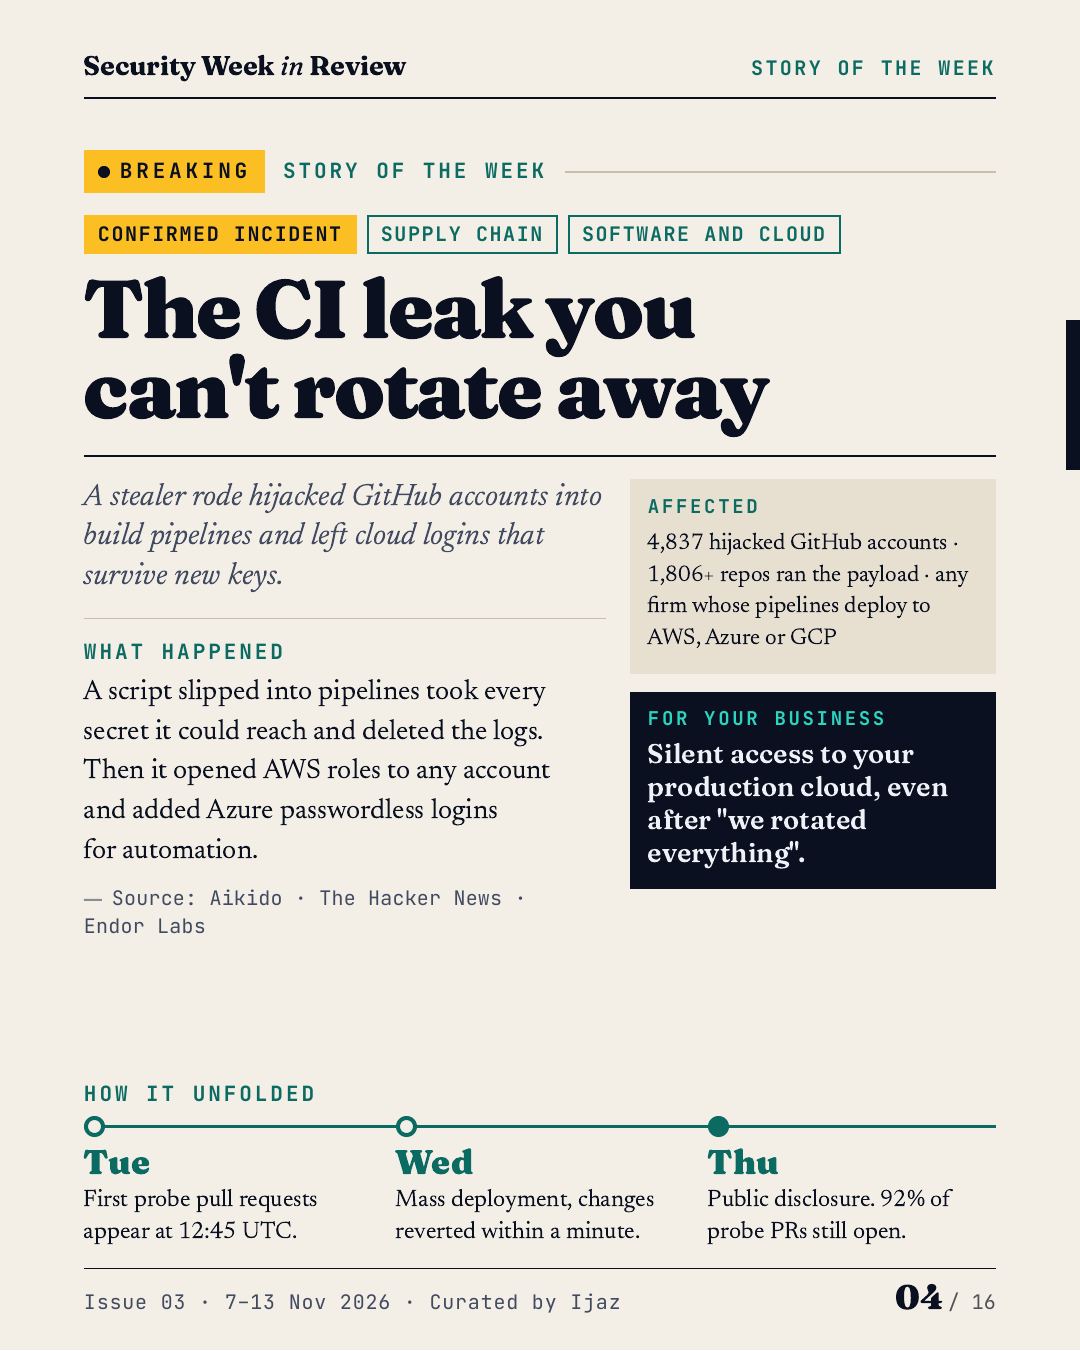 Security Week in Review
STORY OF THE WEEK
BREAKING
STORY OF THE WEEK
CONFIRMED INCIDENT
SUPPLY CHAIN
SOFTWARE AND CLOUD
The CI leak you
can't rotate away
A stealer rode hijacked GitHub accounts into
build pipelines and left cloud logins that
survive new keys.
WHAT HAPPENED
A script slipped into pipelines took every
secret it could reach and deleted the logs.
Then it opened AWS roles to any account
and added Azure passwordless logins
for automation.
— Source: Aikido · The Hacker News ·
Endor Labs
AFFECTED
4,837 hijacked GitHub accounts ·
1,806+ repos ran the payload · any
firm whose pipelines deploy to
AWS, Azure or GCP
FOR YOUR BUSINESS
Silent access to your
production cloud, even
after "we rotated
everything".
HOW IT UNFOLDED
Tue
First probe pull requests
appear at 12:45 UTC.
Wed
Mass deployment, changes
reverted within a minute.
Thu
Public disclosure. 92% of
probe PRs still open.
Issue 03 · 7–13 Nov 2026 · Curated by Ijaz
04 / 16